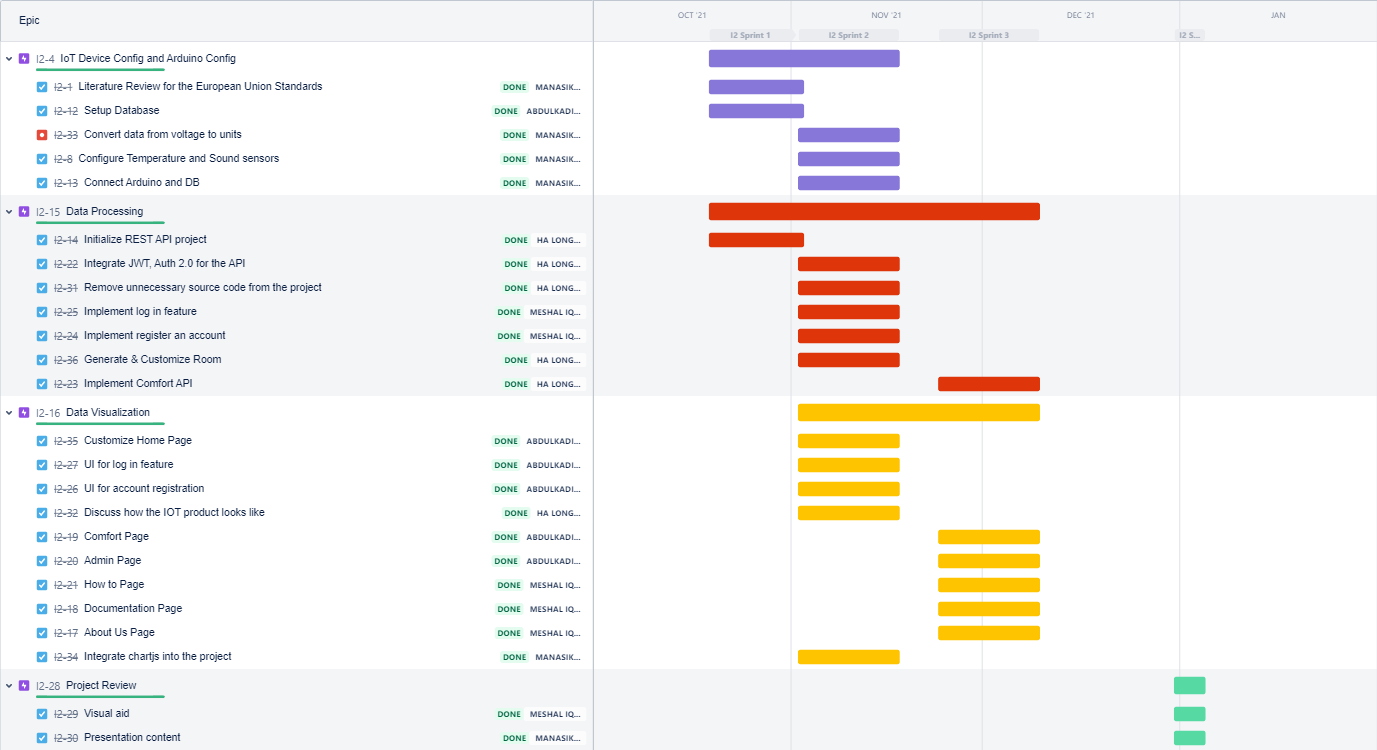 Epic
OCT '21 NOV '21 DEC '21 JAN
I2 Sprint 1 I2 Sprint 2 I2 Sprint 3 I2 S...
I2-4 IoT Device Config and Arduino Config
I2-1 Literature Review for the European Union Standards DONE MANASIK...
I2-12 Setup Database DONE ABDULKADI...
I2-33 Convert data from voltage to units DONE MANASIK...
I2-8 Configure Temperature and Sound sensors DONE MANASIK...
I2-13 Connect Arduino and DB DONE MANASIK...
I2-15 Data Processing
I2-14 Initialize REST API project DONE HA LONG...
I2-22 Integrate JWT, Auth 2.0 for the API DONE HA LONG...
I2-31 Remove unnecessary source code from the project DONE HA LONG...
I2-25 Implement log in feature DONE MESHAL IQ...
I2-24 Implement register an account DONE MESHAL IQ...
I2-36 Generate & Customize Room DONE HA LONG...
I2-23 Implement Comfort API DONE HA LONG...
I2-16 Data Visualization
I2-35 Customize Home Page DONE ABDULKADI...
I2-27 UI for log in feature DONE ABDULKADI...
I2-26 UI for account registration DONE ABDULKADI...
I2-32 Discuss how the IOT product looks like DONE HA LONG...
I2-19 Comfort Page DONE ABDULKADI...
I2-20 Admin Page DONE ABDULKADI...
I2-21 How to Page DONE MESHAL IQ...
I2-18 Documentation Page DONE MESHAL IQ...
I2-17 About Us Page DONE MESHAL IQ...
I2-34 Integrate chartjs into the project DONE MANASIK...
I2-28 Project Review
I2-29 Visual aid DONE MESHAL IQ...
I2-30 Presentation content DONE MANASIK...